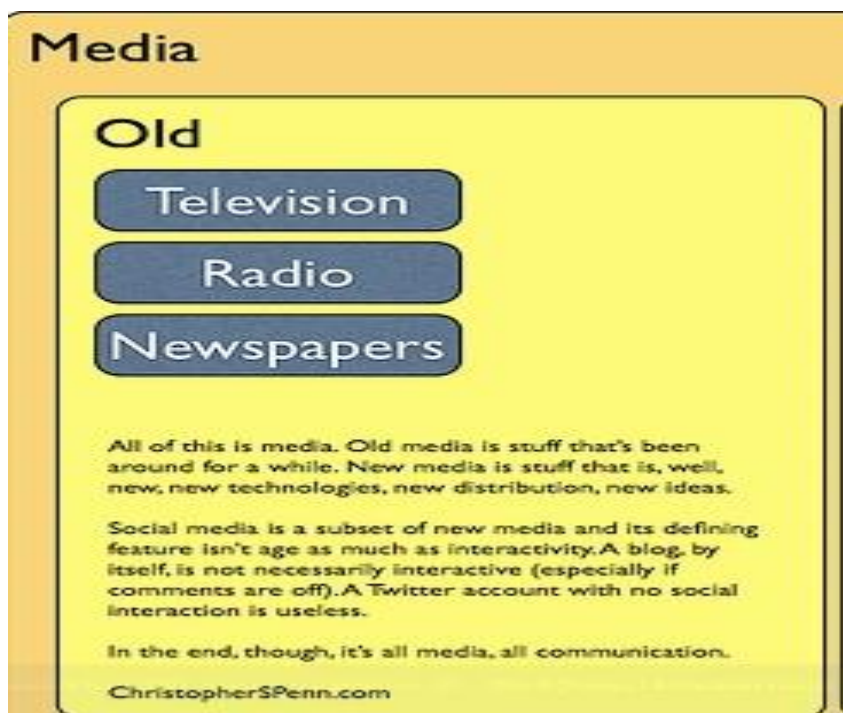 Media
Old
Television
Radio
Newspapers
All of this is media. Old media is stuff that's been
around for a while. New media is stuff that is, well,
new, new technologies, new distribution, new ideas.
Social media is a subset of new media and its defining
feature isn't age as much as interactivity. A blog, by
itself, is not necessarily interactive (especially if
comments are off). A Twitter account with no social
interaction is useless.
In the end, though, it's all media, all communication.
ChristopherSPenn.com